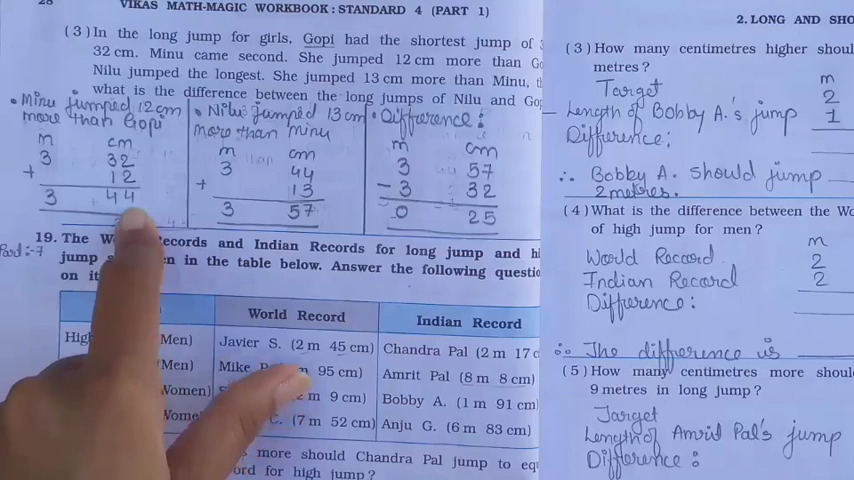 28 VIKAS MATH-MAGIC WORKBOOK : STANDARD 4 (PART 1)
(3) In the long jump for girls, Gopi had the shortest jump of
32 cm. Minu came second. She jumped 12 cm more than
Nilu jumped the longest. She jumped 13 cm more than Minu,
what is the difference between the long jumps of Nilu and
• Minu jumped 12cm
more than Gopi
m cm
3 32
+ 12
3 44
• Nilu jumped 13 cm
more than minu
m cm
3 44
+ 13
3 57
• Difference :
m cm
3 57
- 3 32
0 25
19. The Records and Indian Records for long jump and
jump in the table below. Answer the following
on
World Record Indian Record
Men) Javier S. (2 m 45 cm) Chandra Pal (2 m 17
Men) Mike 95 cm) Amrit Pal (8 m 8 cm)
Women) 9 cm) Bobby A. (1 m 91 cm)
(7 m 52 cm) Anju G. (6 m 83 cm)
more should Chandra Pal jump to
for high jump?
2. LONG AND
(3) How many centimetres higher
metres?
Target m
2
Length of Bobby A.'s jump 1
Difference:
∴ Bobby A. should jump
2 metres.
(4) What is the difference between the
of high jump for men?
m
World Record 2
Indian Record 2
Difference:
∴ The difference is
(5) How many centimetres more
9 metres in long jump?
Target
Length of Amrit Pal's jump
Difference :